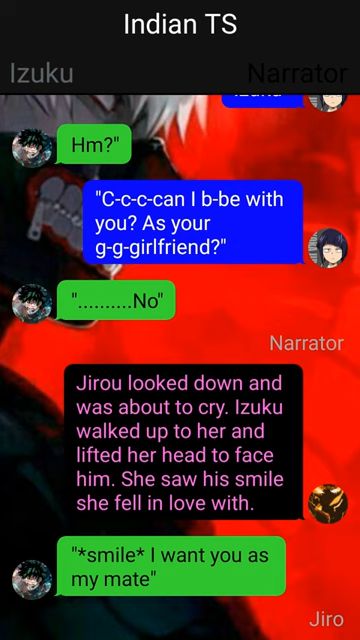 Indian TS
Izuku
Narrator
Hm?"
"C-c-c-can I b-be with
you? As your
g-g-girlfriend?"
"..........No"
Narrator
Jirou looked down and
was about to cry. Izuku
walked up to her and
lifted her head to face
him. She saw his smile
she fell in love with.
"*smile* I want you as
my mate"
Jiro